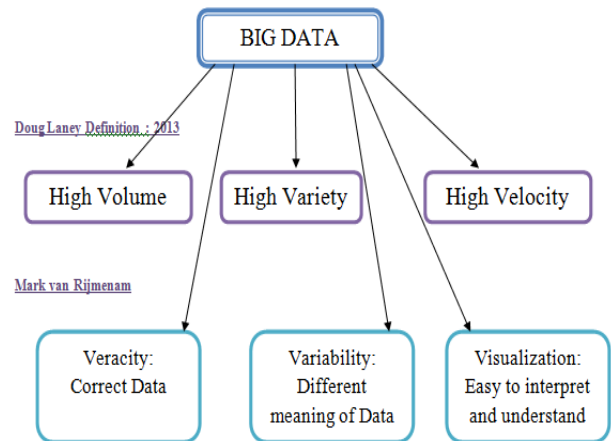 BIG DATA
Doug Laney Definition : 2013
High Volume
High Variety
High Velocity
Mark van Rijmenam
Veracity:
Correct Data
Variability:
Different
meaning of Data
Visualization:
Easy to interpret
and understand